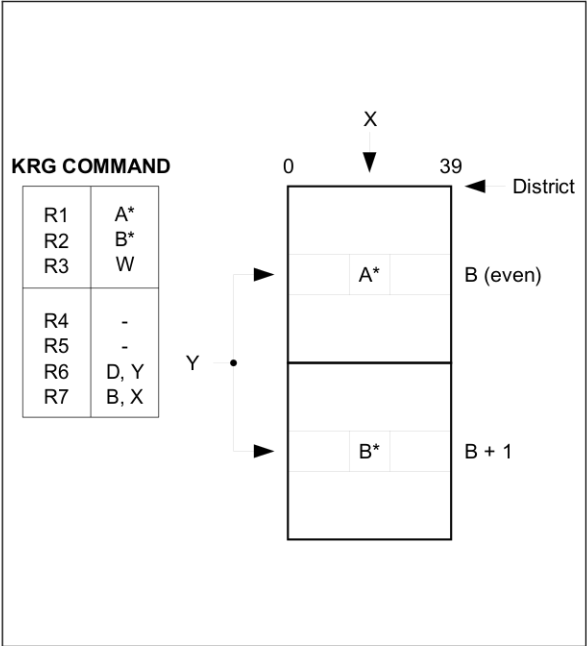 X
KRG COMMAND
0 39
District
R1 A*
R2 B*
R3 W
A* B (even)
R4 -
R5 -
R6 D, Y
R7 B, X
Y
B* B + 1